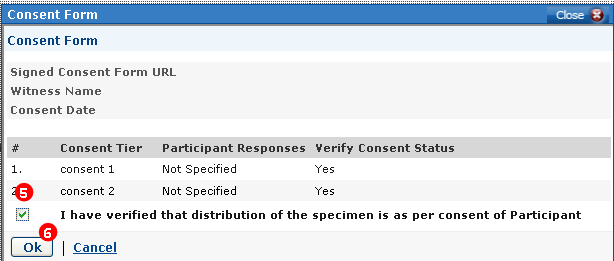 Consent Form Close
Consent Form
Signed Consent Form URL
Witness Name
Consent Date
# Consent Tier Participant Responses Verify Consent Status
1. consent 1 Not Specified Yes
2 consent 2 Not Specified Yes
5
I have verified that distribution of the specimen is as per consent of Participant
6
Ok | Cancel